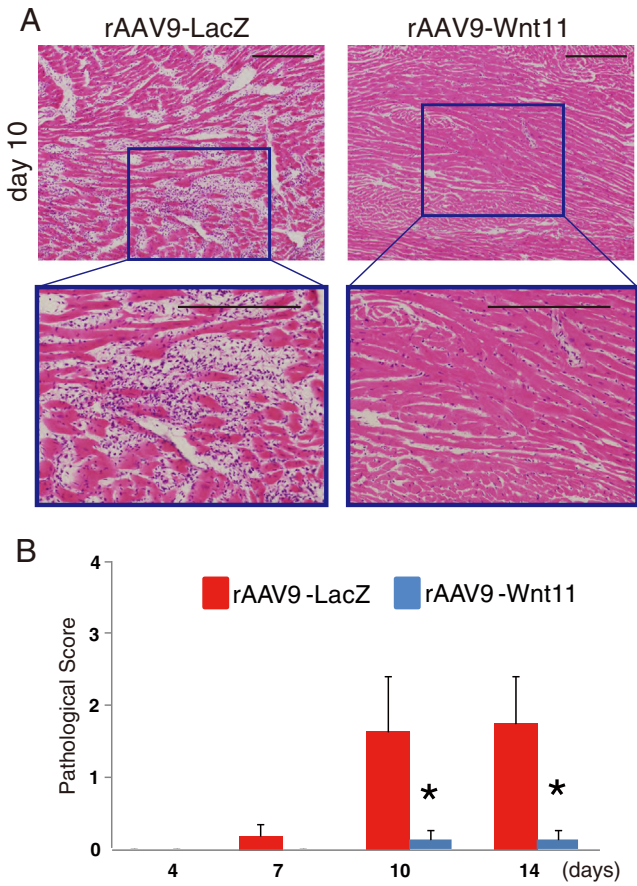 A
rAAV9-LacZ
rAAV9-Wnt11
day 10
B
Pathological Score
4
3
2
1
0
rAAV9-LacZ
rAAV9-Wnt11
*
*
4
7
10
14
(days)